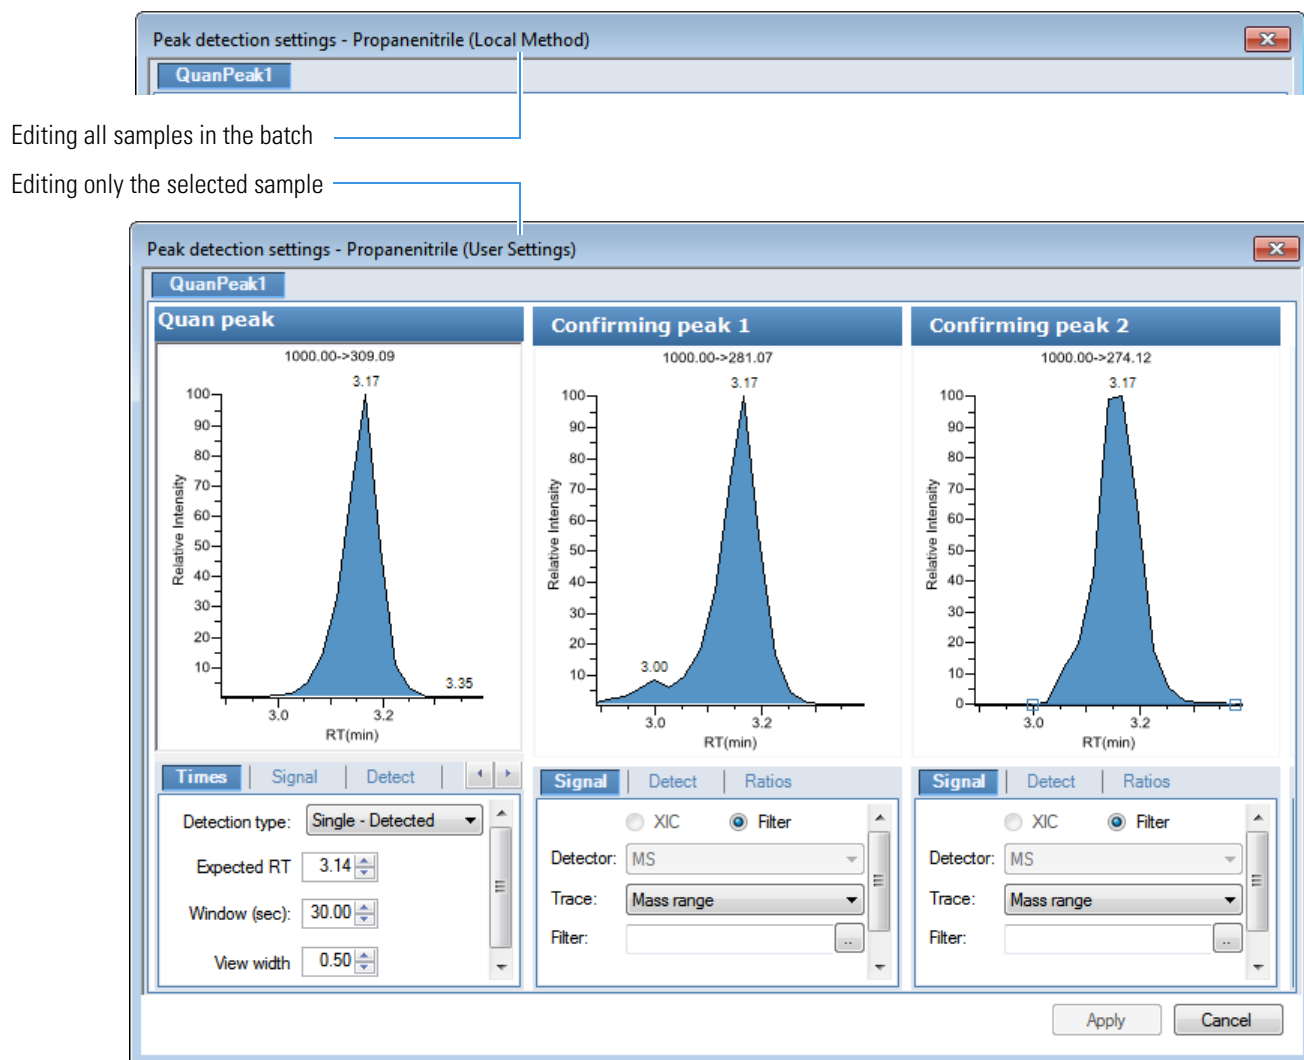 Peak detection settings - Propanenitrile (Local Method)
QuanPeak1
Editing all samples in the batch
Editing only the selected sample
Peak detection settings - Propanenitrile (User Settings)
QuanPeak1
Quan peak
1000.00->309.09
3.17
100
90
80
70
60
50
40
30
20
10
Relative Intensity
3.35
3.0 3.2
RT(min)
Times Signal Detect
Detection type: Single - Detected
Expected RT 3.14
Window (sec): 30.00
View width 0.50
Confirming peak 1
1000.00->281.07
3.17
100
90
80
70
60
50
40
30
20
10
Relative Intensity
3.00
3.0 3.2
RT(min)
Signal Detect Ratios
XIC Filter
Detector: MS
Trace: Mass range
Filter: ..
Confirming peak 2
1000.00->274.12
3.17
100
90
80
70
60
50
40
30
20
10
0
Relative Intensity
3.0 3.2
RT(min)
Signal Detect Ratios
XIC Filter
Detector: MS
Trace: Mass range
Filter: ..
Apply Cancel